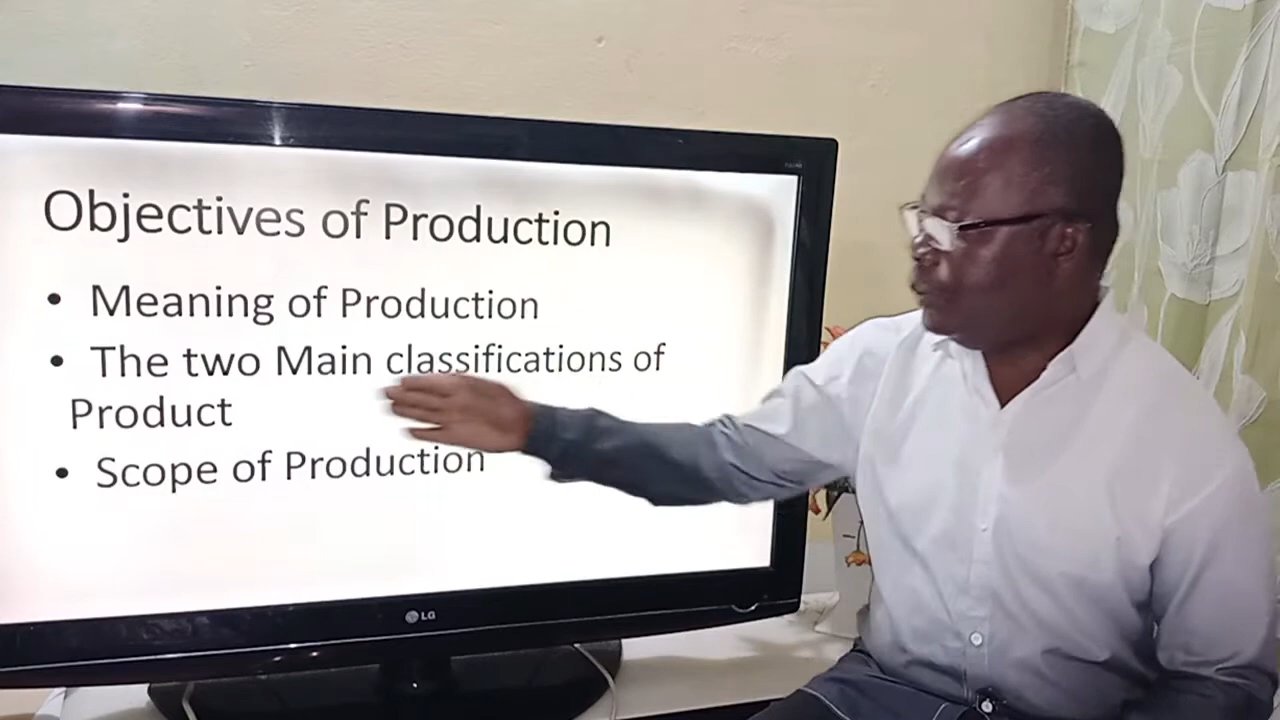 Objectives of Production
• Meaning of Production
• The two Main classifications of
Product
• Scope of Production
LG